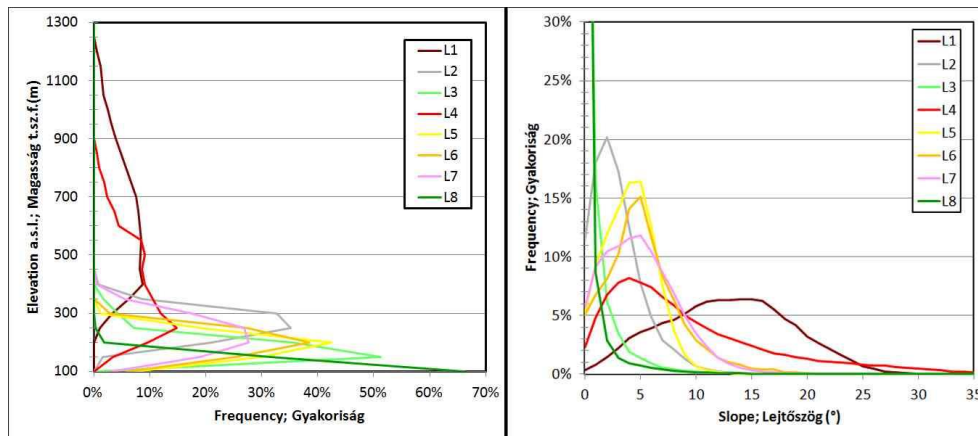 1300
1100
900
700
500
300
100
Elevation a.s.l.; Magasság t.sz.f.(m)
L1
L2
L3
L4
L5
L6
L7
L8
0%
10%
20%
30%
40%
50%
60%
70%
Frequency; Gyakoriság
30%
25%
20%
15%
10%
5%
0%
Frequency; Gyakoriság
L1
L2
L3
L4
L5
L6
L7
L8
0
5
10
15
20
25
30
35
Slope; Lejtőszög (°)